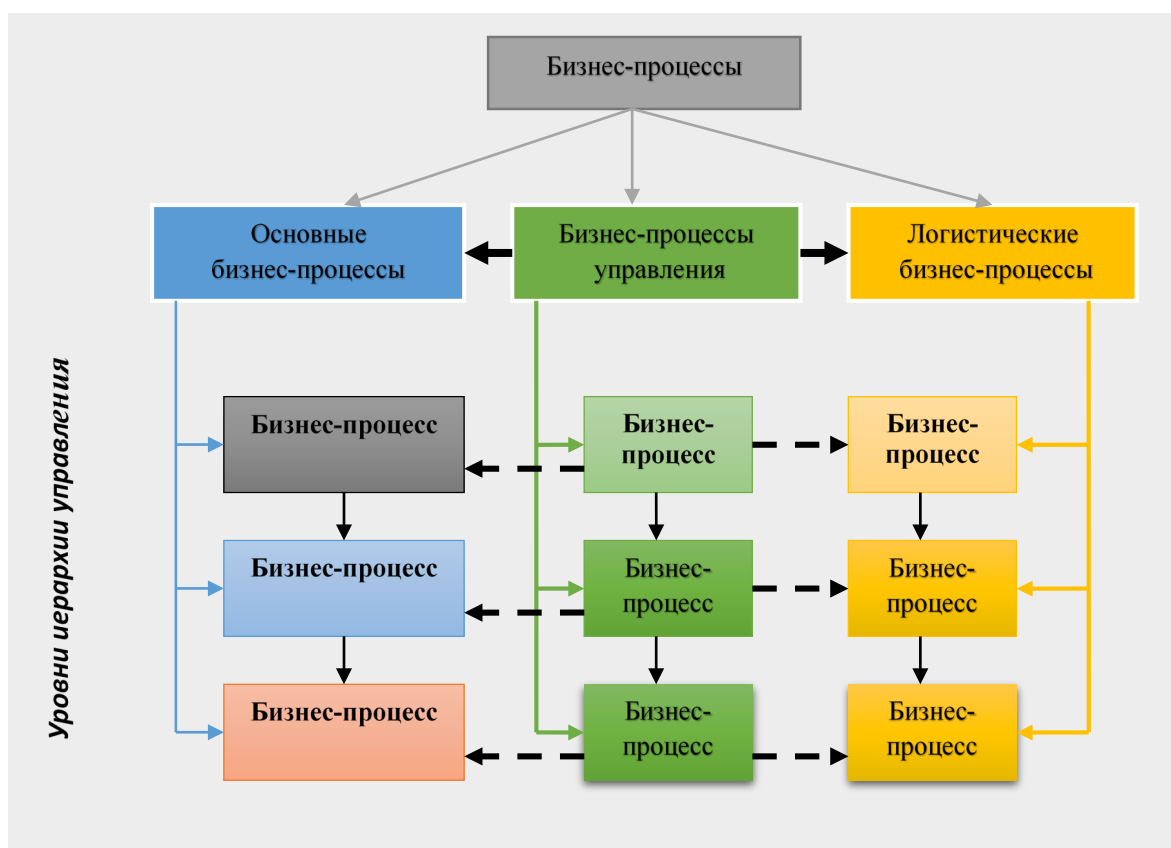 Бизнес-процессы
Основные
бизнес-процессы
Бизнес-процессы
управления
Логистические
бизнес-процессы
Уровни иерархии управления
Бизнес-процесс
Бизнес-
процесс
Бизнес-
процесс
Бизнес-процесс
Бизнес-
процесс
Бизнес-
процесс
Бизнес-процесс
Бизнес-
процесс
Бизнес-
процесс